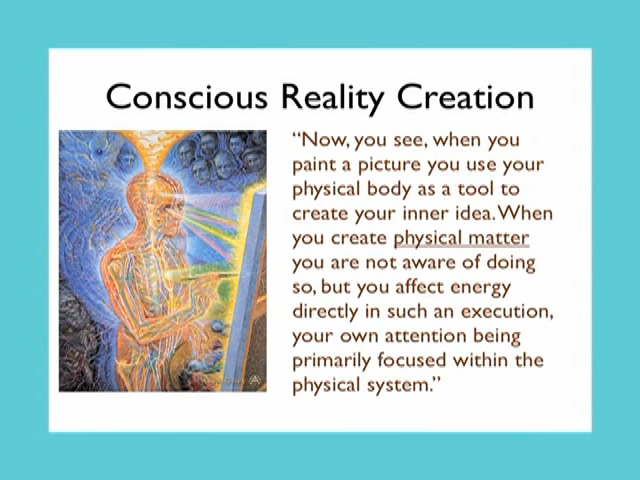 Conscious Reality Creation
“Now, you see, when you
paint a picture you use your
physical body as a tool to
create your inner idea. When
you create physical matter
you are not aware of doing
so, but you affect energy
directly in such an execution,
your own attention being
primarily focused within the
physical system.”